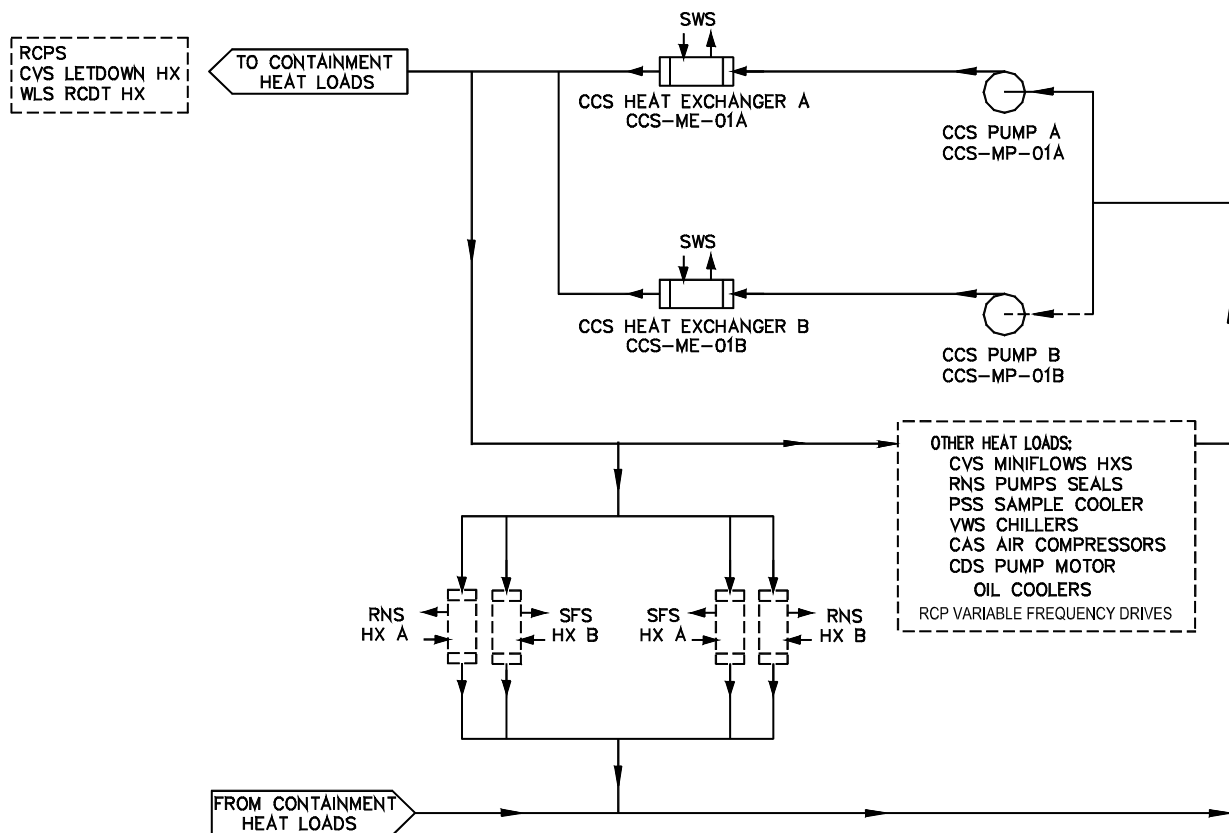 RCPS
CVS LETDOWN HX
WLS RCDT HX
TO CONTAINMENT
HEAT LOADS
SWS
CCS HEAT EXCHANGER A
CCS-ME-01A
CCS PUMP A
CCS-MP-01A
SWS
CCS HEAT EXCHANGER B
CCS-ME-01B
CCS PUMP B
CCS-MP-01B
OTHER HEAT LOADS;
CVS MINIFLOWS HXS
RNS PUMPS SEALS
PSS SAMPLE COOLER
VWS CHILLERS
CAS AIR COMPRESSORS
CDS PUMP MOTOR
OIL COOLERS
RCP VARIABLE FREQUENCY DRIVES
RNS
HX A
SFS
HX B
SFS
HX A
RNS
HX B
FROM CONTAINMENT
HEAT LOADS